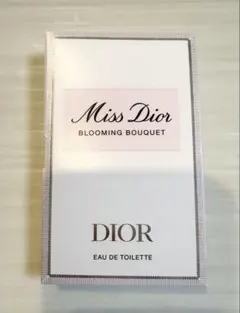 Miss Dior
BLOOMING BOUQUET
DIOR
EAU DE TOILETTE